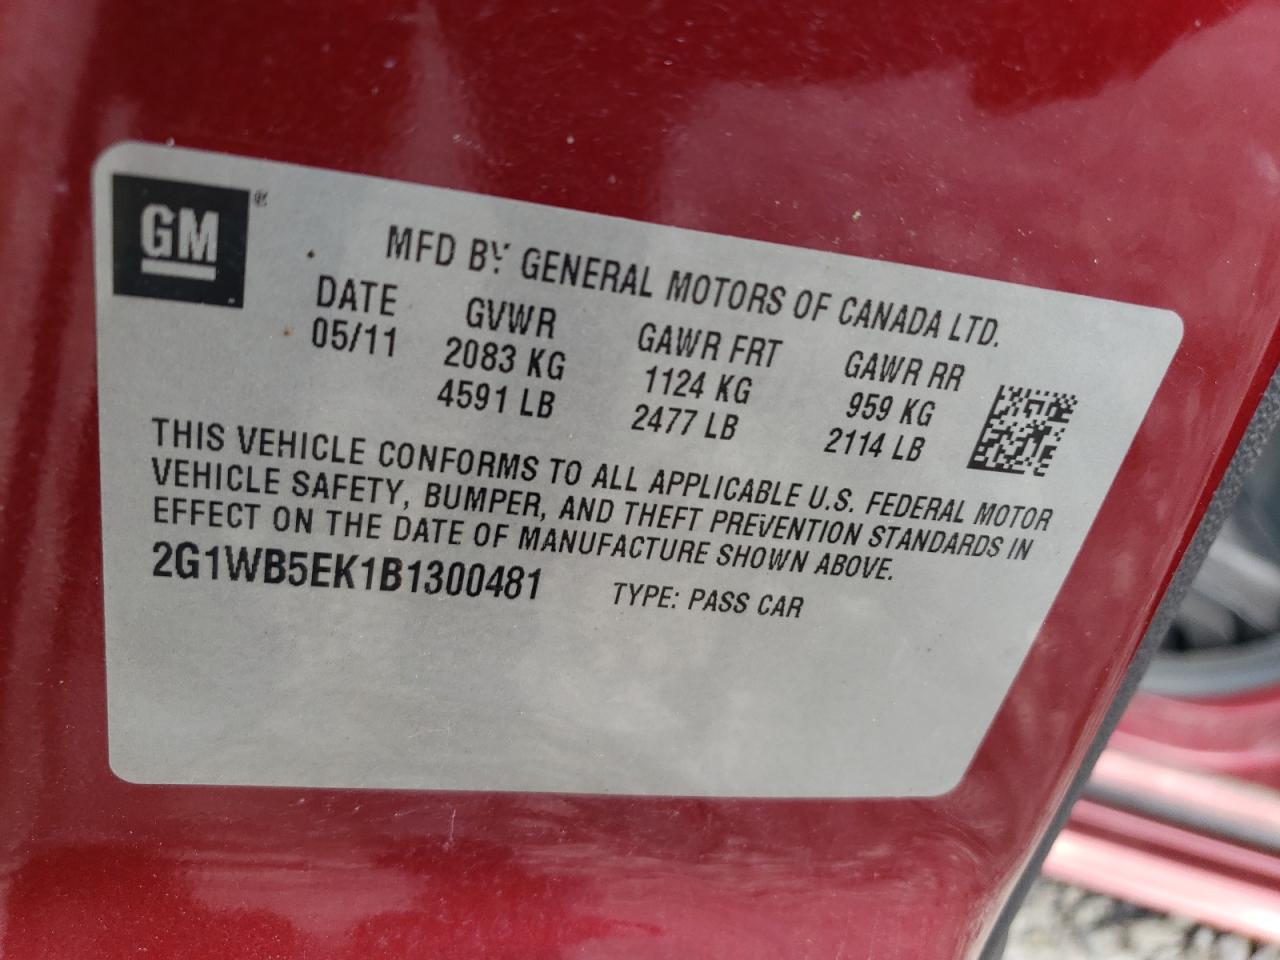 GM ®
MFD BY GENERAL MOTORS OF CANADA LTD.
DATE GVWR GAWR FRT GAWR RR
05/11 2083 KG 1124 KG 959 KG
4591 LB 2477 LB 2114 LB
THIS VEHICLE CONFORMS TO ALL APPLICABLE U.S. FEDERAL MOTOR
VEHICLE SAFETY, BUMPER, AND THEFT PREVENTION STANDARDS IN
EFFECT ON THE DATE OF MANUFACTURE SHOWN ABOVE.
2G1WB5EK1B1300481 TYPE: PASS CAR